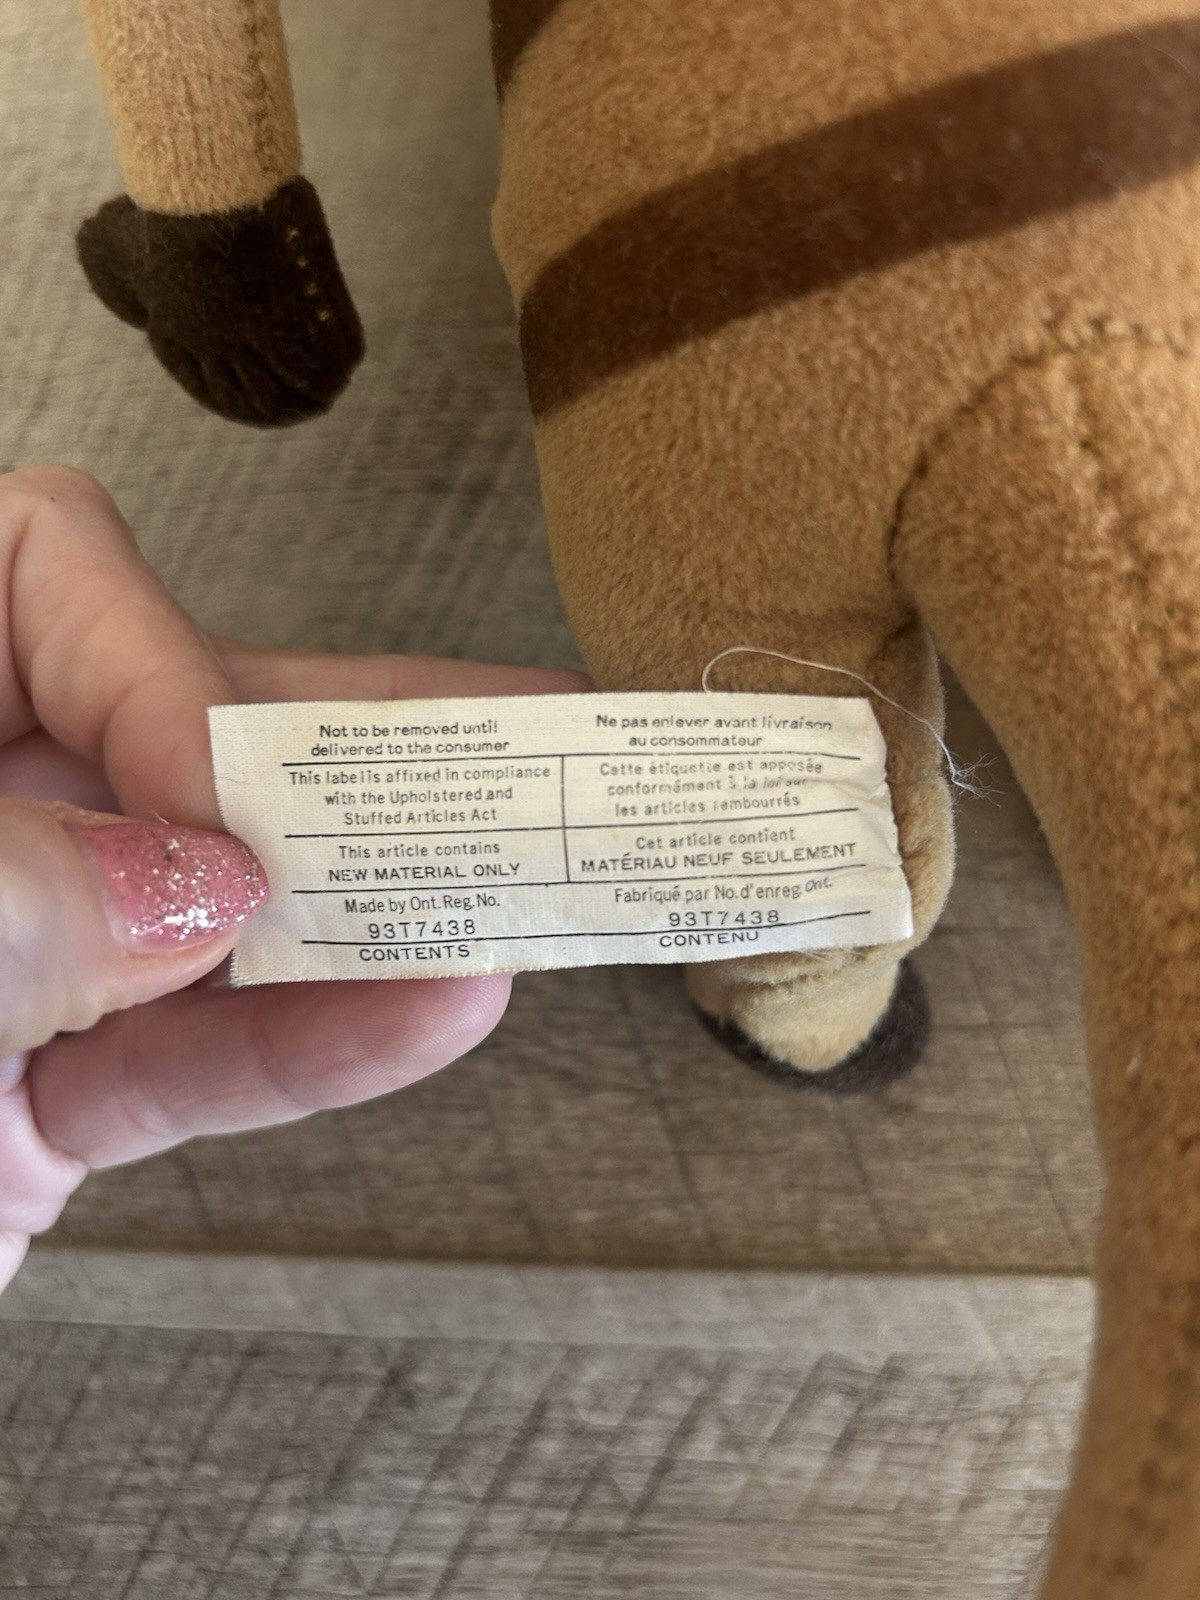 Not to be removed until
delivered to the consumer
This label is affixed in compliance
with the Upholstered and
Stuffed Articles Act
This article contains
NEW MATERIAL ONLY
Made by Ont. Reg. No.
93T7438
CONTENTS
Ne pas enlever avant livraison
au consommateur
Cette étiquette est apposée
conformément à la loi sur
les articles rembourrés
Cet article contient
MATÉRIAU NEUF SEULEMENT
Fabriqué par No. d'enreg. Ont.
93T7438
CONTENU